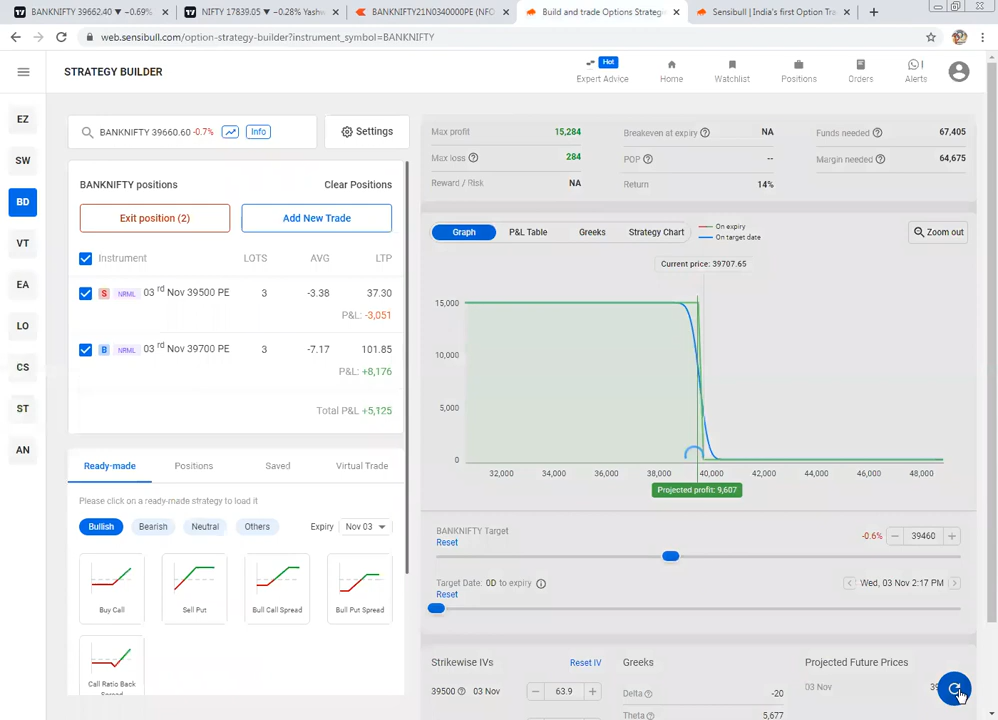 BANKNIFTY 39662.40 ▼ −0.69%
NIFTY 17839.05 ▼ −0.28% Yashw
BANKNIFTY21N0340000PE (NFO
Build and trade Options Strategi
Sensibull | India's first Option Tra
web.sensibull.com/option-strategy-builder?instrument_symbol=BANKNIFTY
STRATEGY BUILDER
Hot
Expert Advice
Home
Watchlist
Positions
Orders
Alerts
EZ
SW
BD
VT
EA
LO
CS
ST
AN
BANKNIFTY 39660.60 -0.7%
Info
Settings
BANKNIFTY positions
Clear Positions
Exit position (2)
Add New Trade
Instrument LOTS AVG LTP
S NRML 03 rd Nov 39500 PE 3 -3.38 37.30
P&L: -3,051
B NRML 03 rd Nov 39700 PE 3 -7.17 101.85
P&L: +8,176
Total P&L +5,125
Ready-made Positions Saved Virtual Trade
Please click on a ready-made strategy to load it
Bullish Bearish Neutral Others Expiry Nov 03
Buy Call
Sell Put
Bull Call Spread
Bull Put Spread
Call Ratio Back
Max profit 15,284
Breakeven at expiry NA
Funds needed 67,405
Max loss 284
POP --
Margin needed 64,675
Reward / Risk NA
Return 14%
Graph P&L Table Greeks Strategy Chart
On expiry
On target date
Zoom out
Current price: 39707.65
15,000
10,000
5,000
0
32,000 34,000 36,000 38,000 40,000 42,000 44,000 46,000 48,000
Projected profit: 9,607
BANKNIFTY Target
Reset
-0.6% − 39460 +
Target Date: 0D to expiry
Reset
Wed, 03 Nov 2:17 PM
Strikewise IVs Reset IV
39500 03 Nov − 63.9 +
Greeks
Delta -20
Theta 5,677
Projected Future Prices
03 Nov